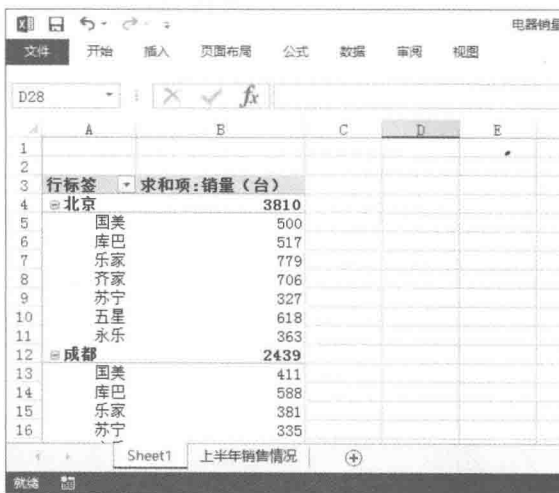 电器销量
文件 开始 插入 页面布局 公式 数据 审阅 视图
D28 fx
A B C D E
1
2
3 行标签 求和项:销量（台）
4 北京 3810
5 国美 500
6 库巴 517
7 乐家 779
8 齐家 706
9 苏宁 327
10 五星 618
11 永乐 363
12 成都 2439
13 国美 411
14 库巴 588
15 乐家 381
16 苏宁 335
Sheet1 上半年销售情况
就绪